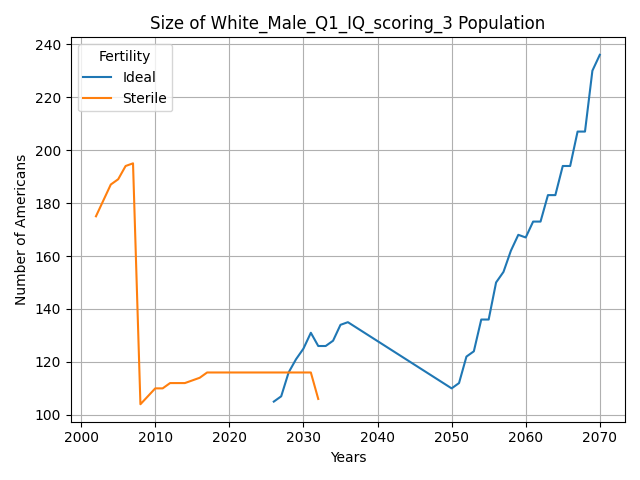 Size of White_Male_Q1_IQ_scoring_3 Population
Fertility
Ideal
Sterile
Number of Americans
240
220
200
180
160
140
120
100
2000 2010 2020 2030 2040 2050 2060 2070
Years